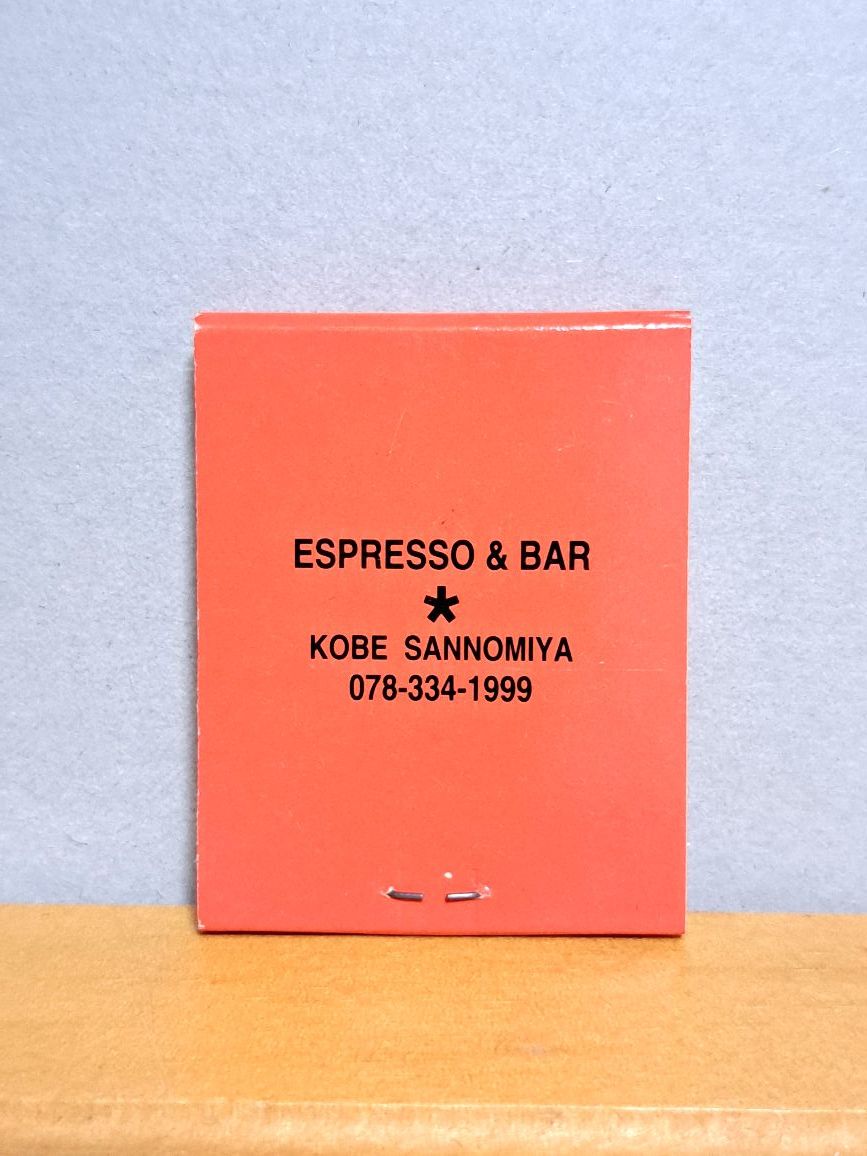 ESPRESSO & BAR
*
KOBE SANNOMIYA
078-334-1999